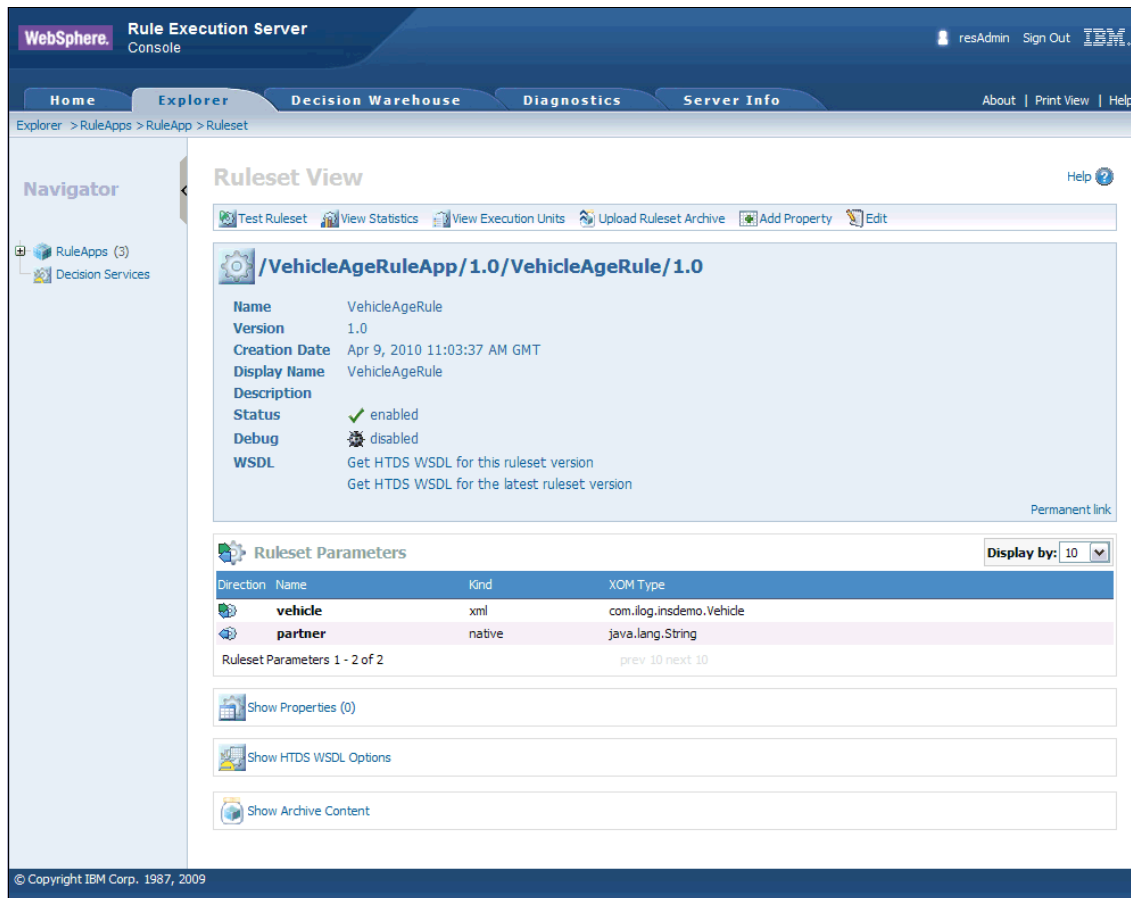 WebSphere.
Rule Execution Server
Console
resAdmin Sign Out IBM.
Home Explorer Decision Warehouse Diagnostics Server Info
About | Print View | Help
Explorer > RuleApps > RuleApp > Ruleset
Navigator
RuleApps (3)
Decision Services
Ruleset View
Help
Test Ruleset View Statistics View Execution Units Upload Ruleset Archive Add Property Edit
/VehicleAgeRuleApp/1.0/VehicleAgeRule/1.0
Name VehicleAgeRule
Version 1.0
Creation Date Apr 9, 2010 11:03:37 AM GMT
Display Name VehicleAgeRule
Description
Status enabled
Debug disabled
WSDL Get HTDS WSDL for this ruleset version
Get HTDS WSDL for the latest ruleset version
Permanent link
Ruleset Parameters
Display by: 10
Direction Name Kind XOM Type
vehicle xml com.ilog.insdemo.Vehicle
partner native java.lang.String
Ruleset Parameters 1 - 2 of 2 prev 10 next 10
Show Properties (0)
Show HTDS WSDL Options
Show Archive Content
© Copyright IBM Corp. 1987, 2009